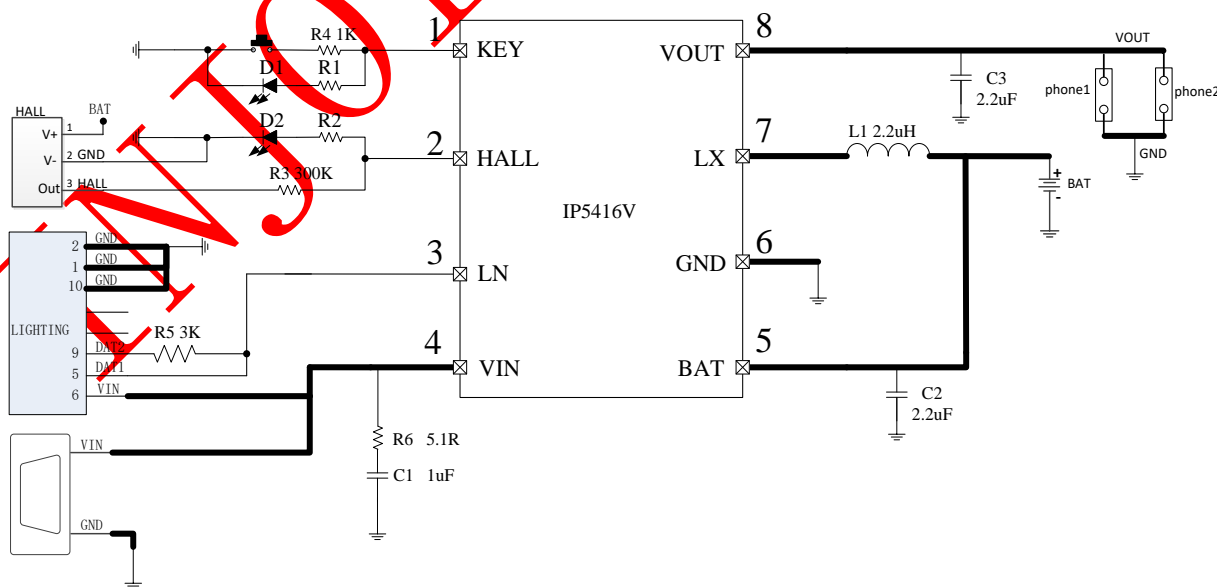 1
KEY
R4 1K
D1
R1
HALL
BAT
V+
1
D2
R2
V-
2 GND
Out
3 HALL
R3 300K
2
HALL
IP5416V
8
VOUT
VOUT
C3
2.2uF
phone1
phone2
GND
7
LX
L1 2.2uH
+
BAT
-
6
GND
5
BAT
C2
2.2uF
3
LN
4
VIN
2
GND
1
GND
10
GND
LIGHTING
9
DAT2
R5 3K
5
DAT1
6
VIN
R6 5.1R
C1 1uF
VIN
GND